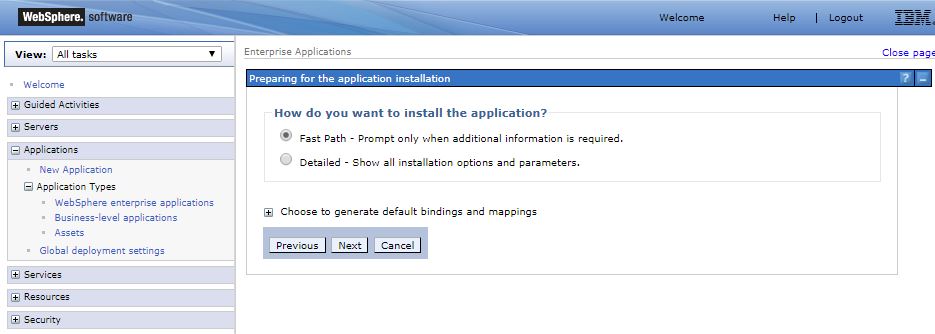 WebSphere. software
Welcome Help | Logout
IBM.
View: All tasks
Enterprise Applications
Close page
Welcome
Guided Activities
Servers
Applications
New Application
Application Types
WebSphere enterprise applications
Business-level applications
Assets
Global deployment settings
Services
Resources
Security
Preparing for the application installation
?
How do you want to install the application?
Fast Path - Prompt only when additional information is required.
Detailed - Show all installation options and parameters.
Choose to generate default bindings and mappings
Previous Next Cancel